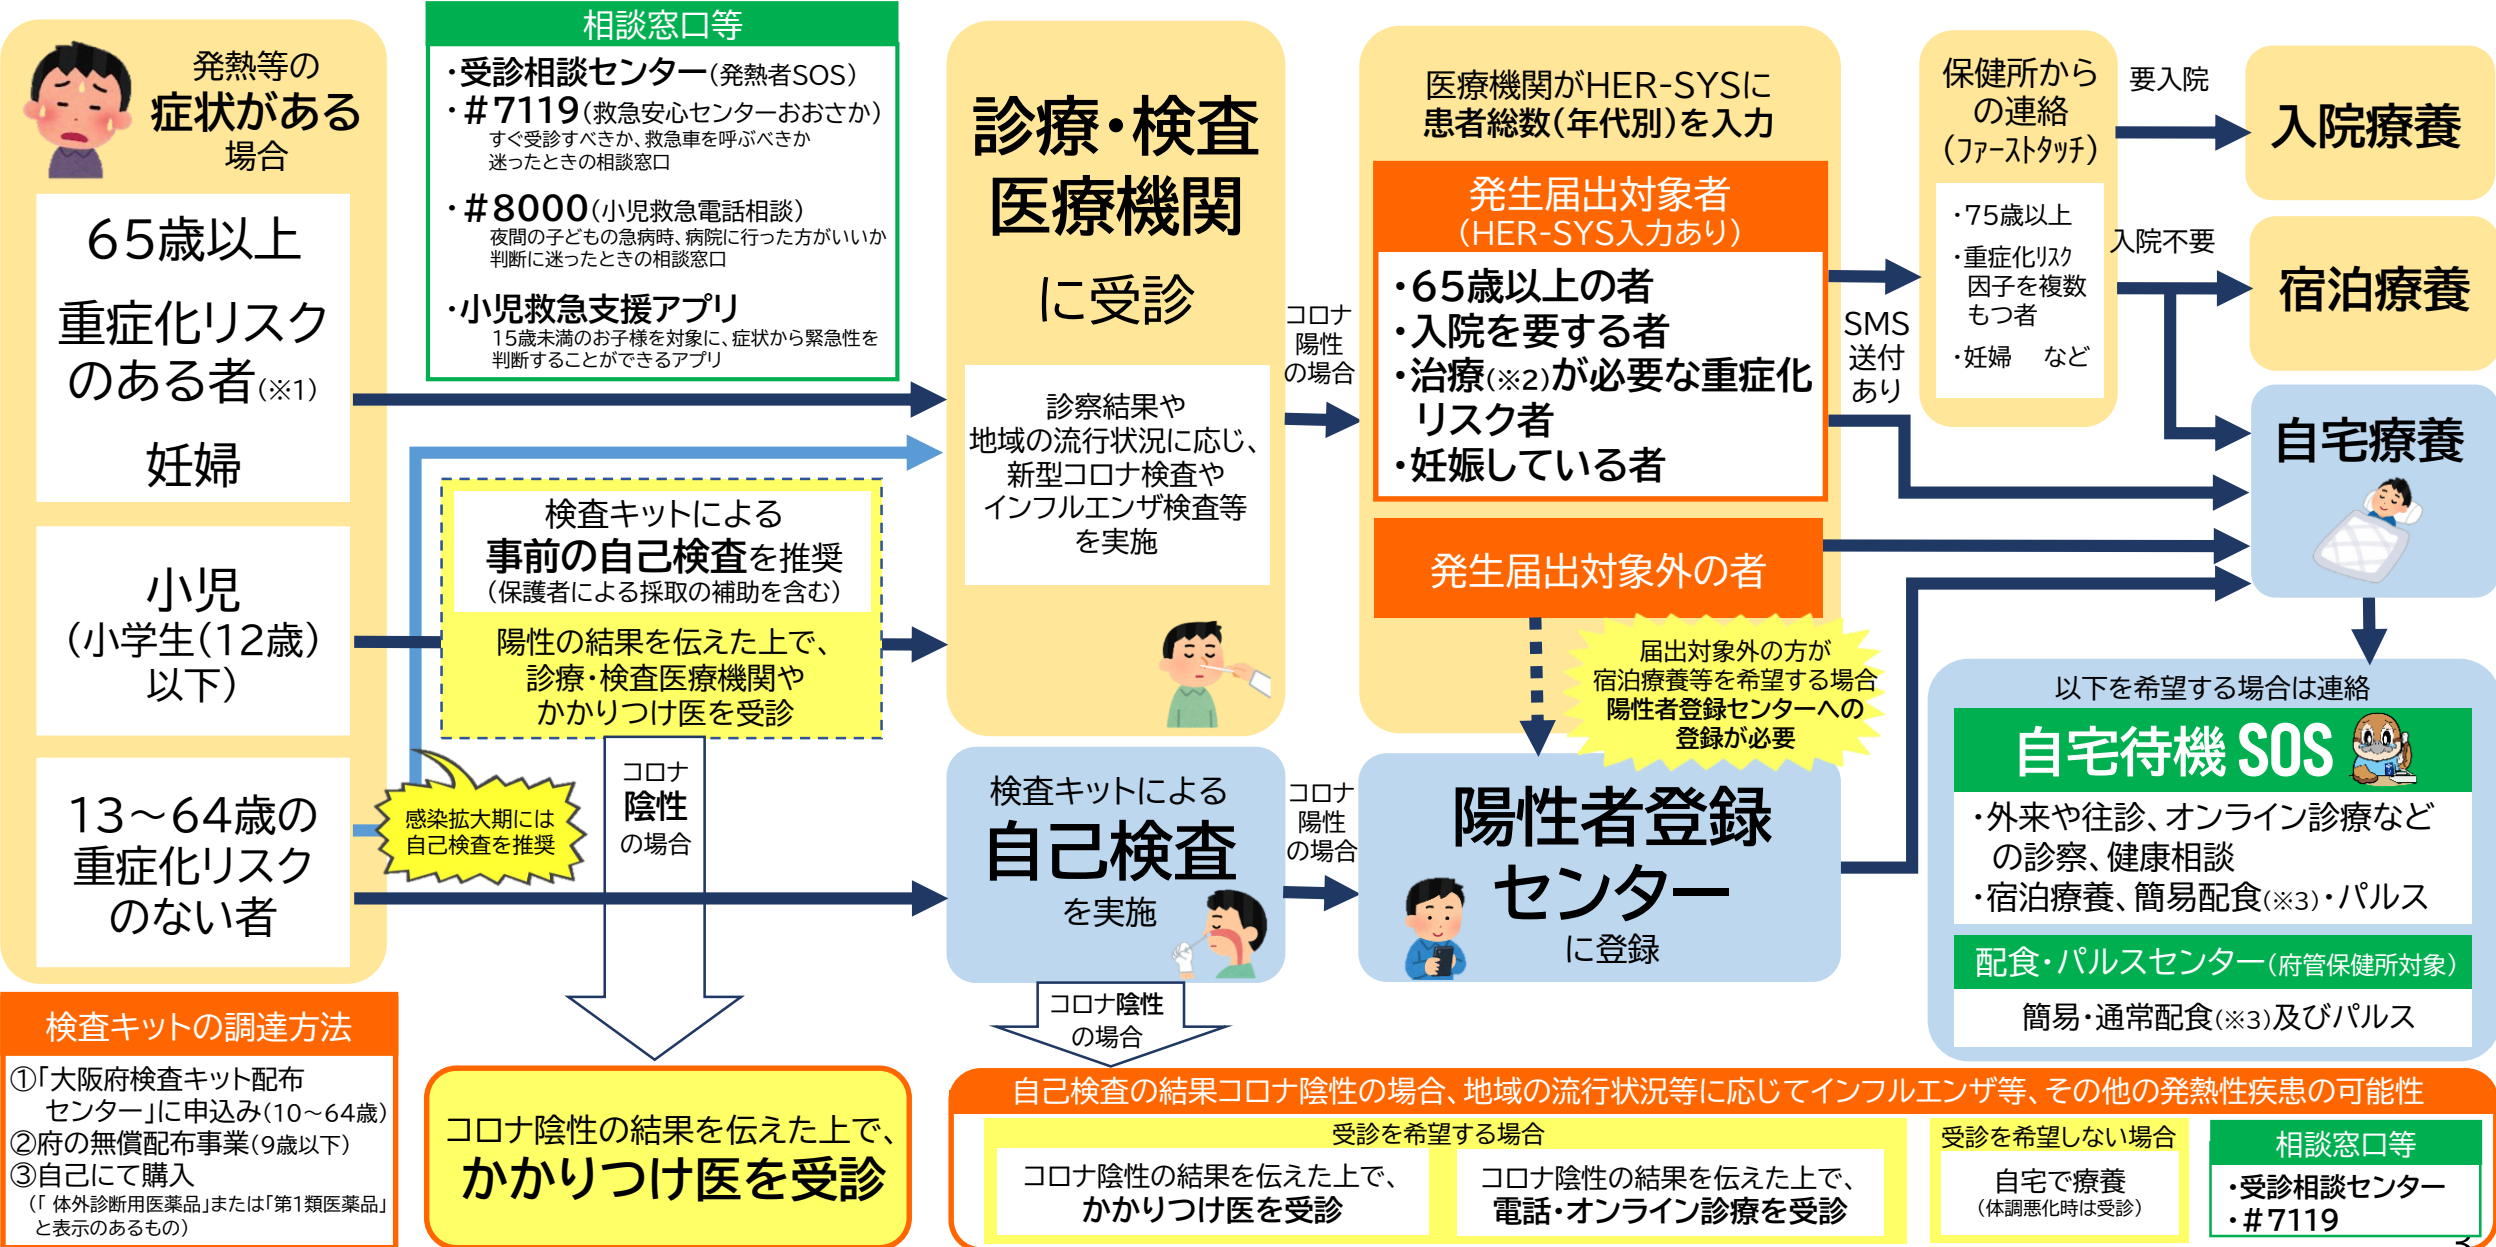 発熱等の
症状がある
場合
65歳以上
重症化リスク
のある者(※1)
妊婦
小児
(小学生(12歳)
以下)
13～64歳の
重症化リスク
のない者
相談窓口等
・受診相談センター(発熱者SOS)
・#7119(救急安心センターおおさか)
すぐ受診すべきか、救急車を呼ぶべきか
迷ったときの相談窓口
・#8000(小児救急電話相談)
夜間の子どもの急病時、病院に行った方がいいか
判断に迷ったときの相談窓口
・小児救急支援アプリ
15歳未満のお子様を対象に、症状から緊急性を
判断することができるアプリ
検査キットによる
事前の自己検査を推奨
(保護者による採取の補助を含む)
陽性の結果を伝えた上で、
診療・検査医療機関や
かかりつけ医を受診
感染拡大期には
自己検査を推奨
コロナ
陰性
の場合
コロナ陰性の結果を伝えた上で、
かかりつけ医を受診
検査キットの調達方法
①「大阪府検査キット配布
センター」に申込み(10～64歳)
②府の無償配布事業(9歳以下)
③自己にて購入
(「 体外診断用医薬品」または「第1類医薬品」
と表示のあるもの)
診療・検査
医療機関
に受診
診察結果や
地域の流行状況に応じ、
新型コロナ検査や
インフルエンザ検査等
を実施
コロナ
陽性
の場合
検査キットによる
自己検査
を実施
コロナ
陽性
の場合
コロナ陰性
の場合
医療機関がHER-SYSに
患者総数(年代別)を入力
発生届出対象者
(HER-SYS入力あり)
・65歳以上の者
・入院を要する者
・治療(※2)が必要な重症化
リスク者
・妊娠している者
発生届出対象外の者
届出対象外の方が
宿泊療養等を希望する場合
陽性者登録センターへの
登録が必要
陽性者登録
センター
に登録
SMS
送付
あり
保健所から
の連絡
(ﾌｧｰｽﾄﾀｯﾁ)
・75歳以上
・重症化ﾘｽｸ
因子を複数
もつ者
・妊婦　など
要入院
入院不要
入院療養
宿泊療養
自宅療養
以下を希望する場合は連絡
自宅待機 SOS
・外来や往診、オンライン診療など
の診察、健康相談
・宿泊療養、簡易配食(※3)・パルス
配食・パルスセンター(府管保健所対象)
簡易・通常配食(※3)及びパルス
自己検査の結果コロナ陰性の場合、地域の流行状況等に応じてインフルエンザ等、その他の発熱性疾患の可能性
受診を希望する場合
コロナ陰性の結果を伝えた上で、
かかりつけ医を受診
コロナ陰性の結果を伝えた上で、
電話・オンライン診療を受診
受診を希望しない場合
自宅で療養
(体調悪化時は受診)
相談窓口等
・受診相談センター
・#7119